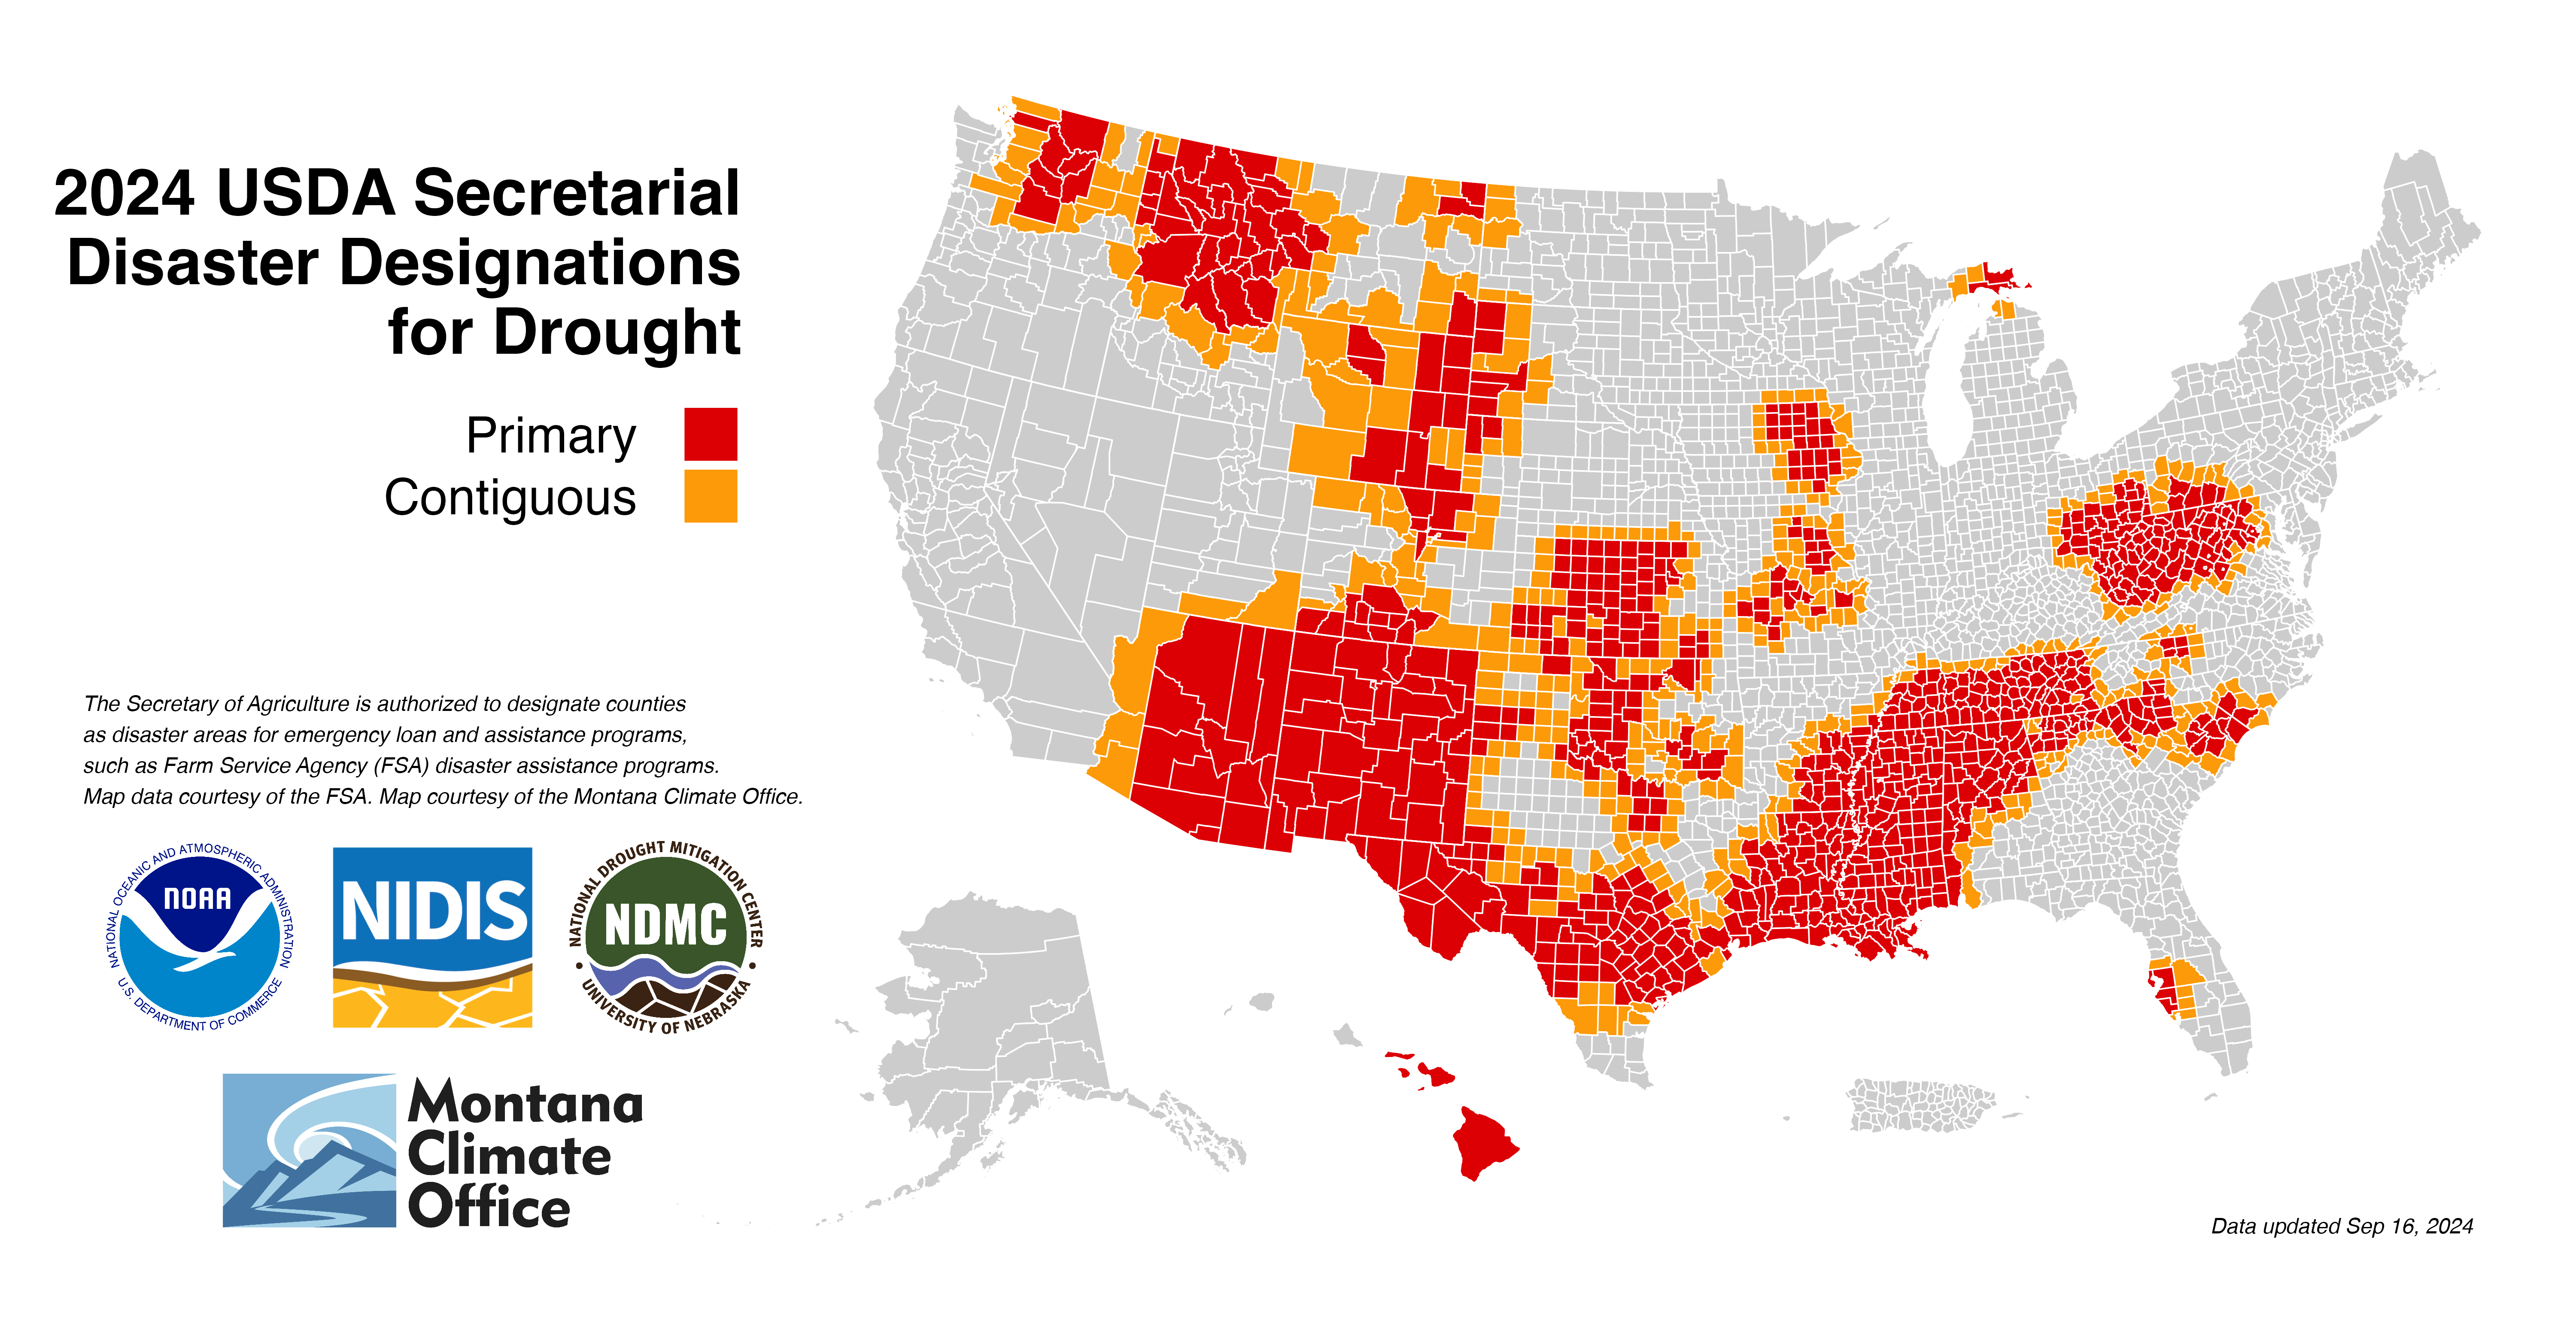 2024 USDA Secretarial
Disaster Designations
for Drought
Primary
Contiguous
The Secretary of Agriculture is authorized to designate counties
as disaster areas for emergency loan and assistance programs,
such as Farm Service Agency (FSA) disaster assistance programs.
Map data courtesy of the FSA. Map courtesy of the Montana Climate Office.
NATIONAL OCEANIC AND ATMOSPHERIC ADMINISTRATION
NOAA
U.S. DEPARTMENT OF COMMERCE
NIDIS
NATIONAL DROUGHT MITIGATION CENTER
NDMC
UNIVERSITY OF NEBRASKA
Montana
Climate
Office
Data updated Sep 16, 2024